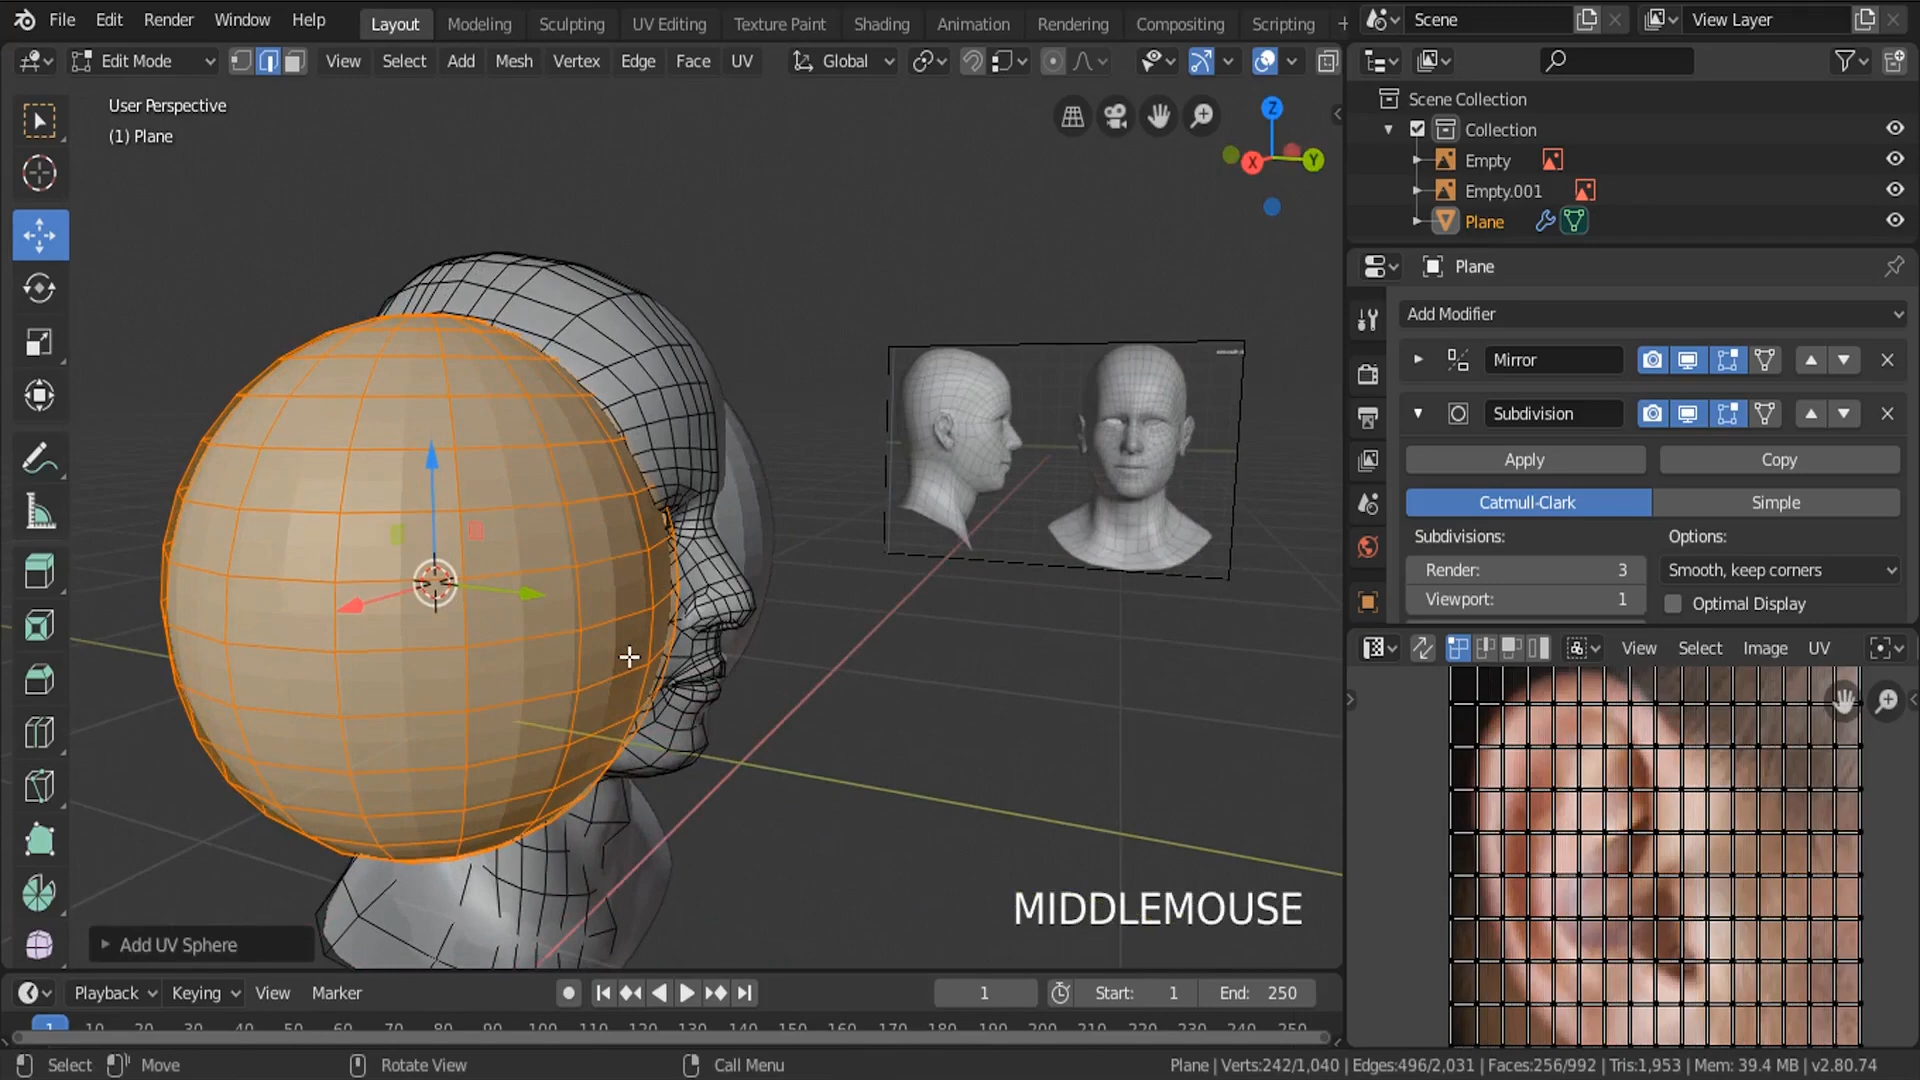 File Edit Render Window Help Layout Modeling Sculpting UV Editing Texture Paint Shading Animation Rendering Compositing Scripting + Scene View Layer
Edit Mode View Select Add Mesh Vertex Edge Face UV Global
User Perspective
(1) Plane
Z
X
Y
Scene Collection
Collection
Empty
Empty.001
Plane
Plane
Add Modifier
Mirror
Subdivision
Apply Copy
Catmull-Clark Simple
Subdivisions: Options:
Render: 3 Smooth, keep corners
Viewport: 1 Optimal Display
View Select Image UV
MIDDLEMOUSE
Add UV Sphere
Playback Keying View Marker 1 Start: 1 End: 250
1 10 20 30 40 50 60 70 80 90 100 110 120 130 140 150 160 170 180 190 200 210 220 230 240 250
Select Move Rotate View Call Menu Plane | Verts:242/1,040 | Edges:496/2,031 | Faces:256/992 | Tris:1,953 | Mem: 39.4 MB | v2.80.74